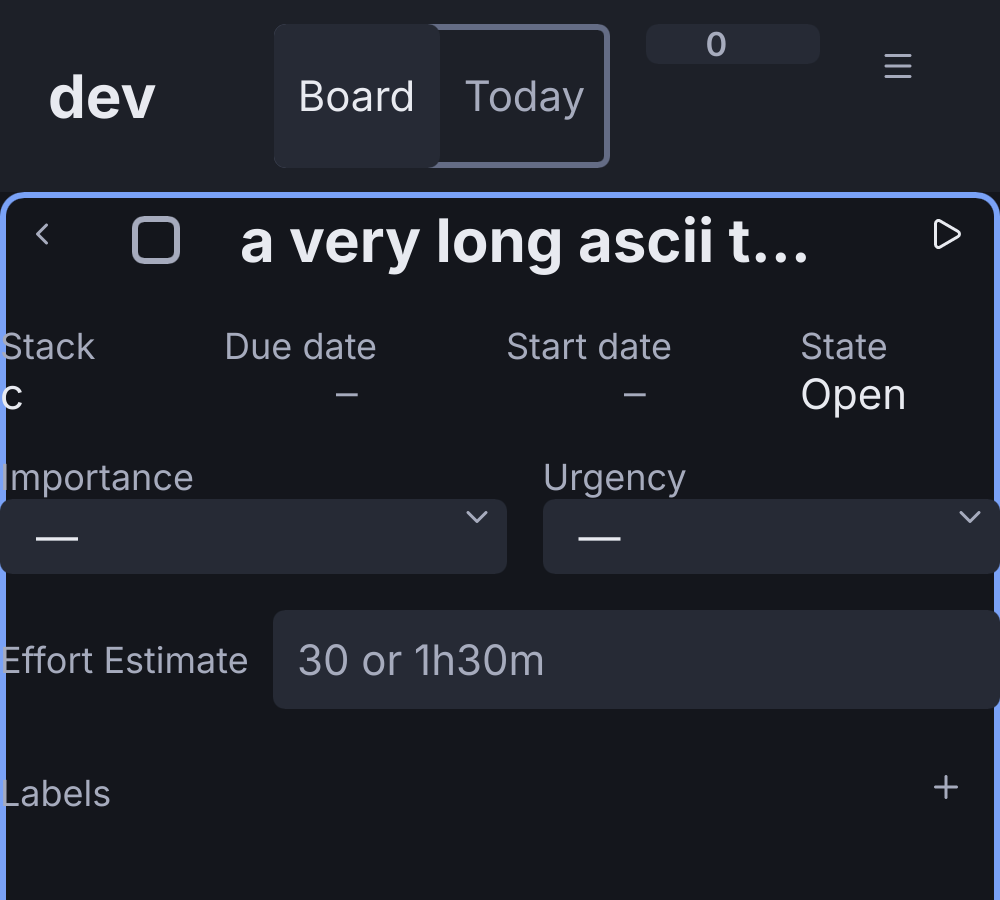 dev
Board Today
0
a very long ascii t...
Stack Due date Start date State
c – – Open
Importance Urgency
— —
Effort Estimate 30 or 1h30m
Labels +